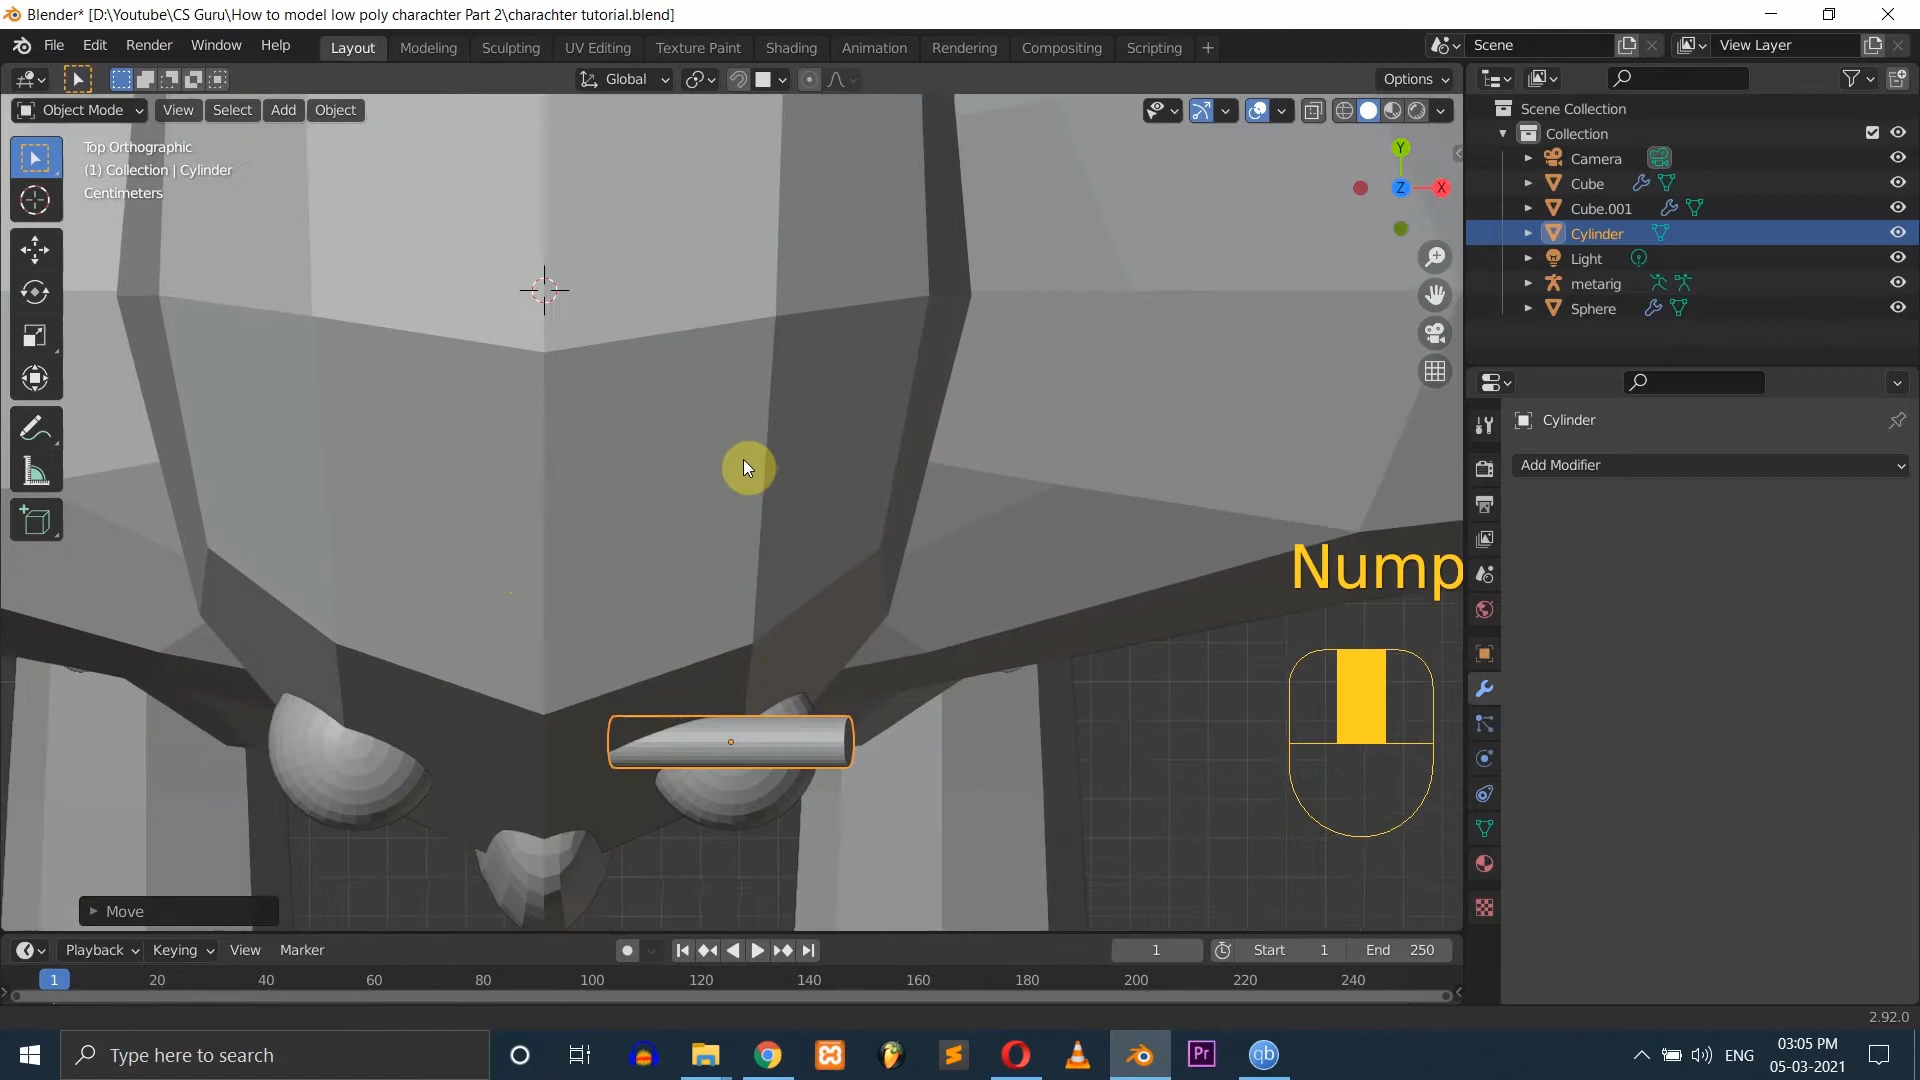 Blender* [D:\Youtube\CS Guru\How to model low poly charachter Part 2\charachter tutorial.blend]
File Edit Render Window Help Layout Modeling Sculpting UV Editing Texture Paint Shading Animation Rendering Compositing Scripting + Scene View Layer
Global Options
Object Mode View Select Add Object
Top Orthographic
(1) Collection | Cylinder
Centimeters
Y
Z X
Scene Collection
Collection
Camera
Cube
Cube.001
Cylinder
Light
metarig
Sphere
Cylinder
Add Modifier
Nump
Move
Playback Keying View Marker 1 Start 1 End 250
1 20 40 60 80 100 120 140 160 180 200 220 240
2.92.0
Type here to search
Pr qb ENG
03:05 PM
05-03-2021